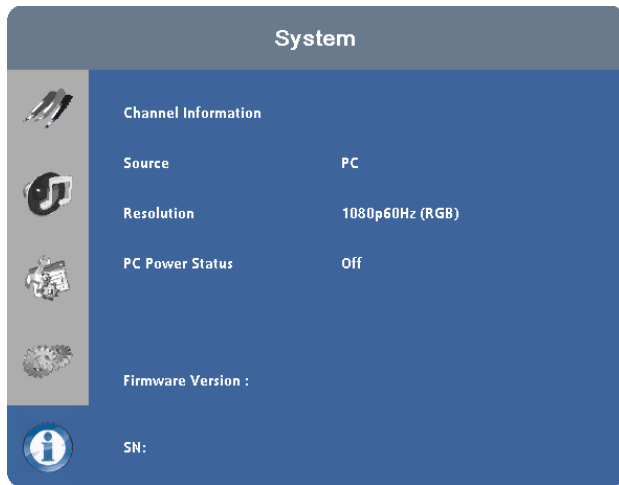 System
Channel Information
Source PC
Resolution 1080p60Hz (RGB)
PC Power Status Off
Firmware Version :
SN: